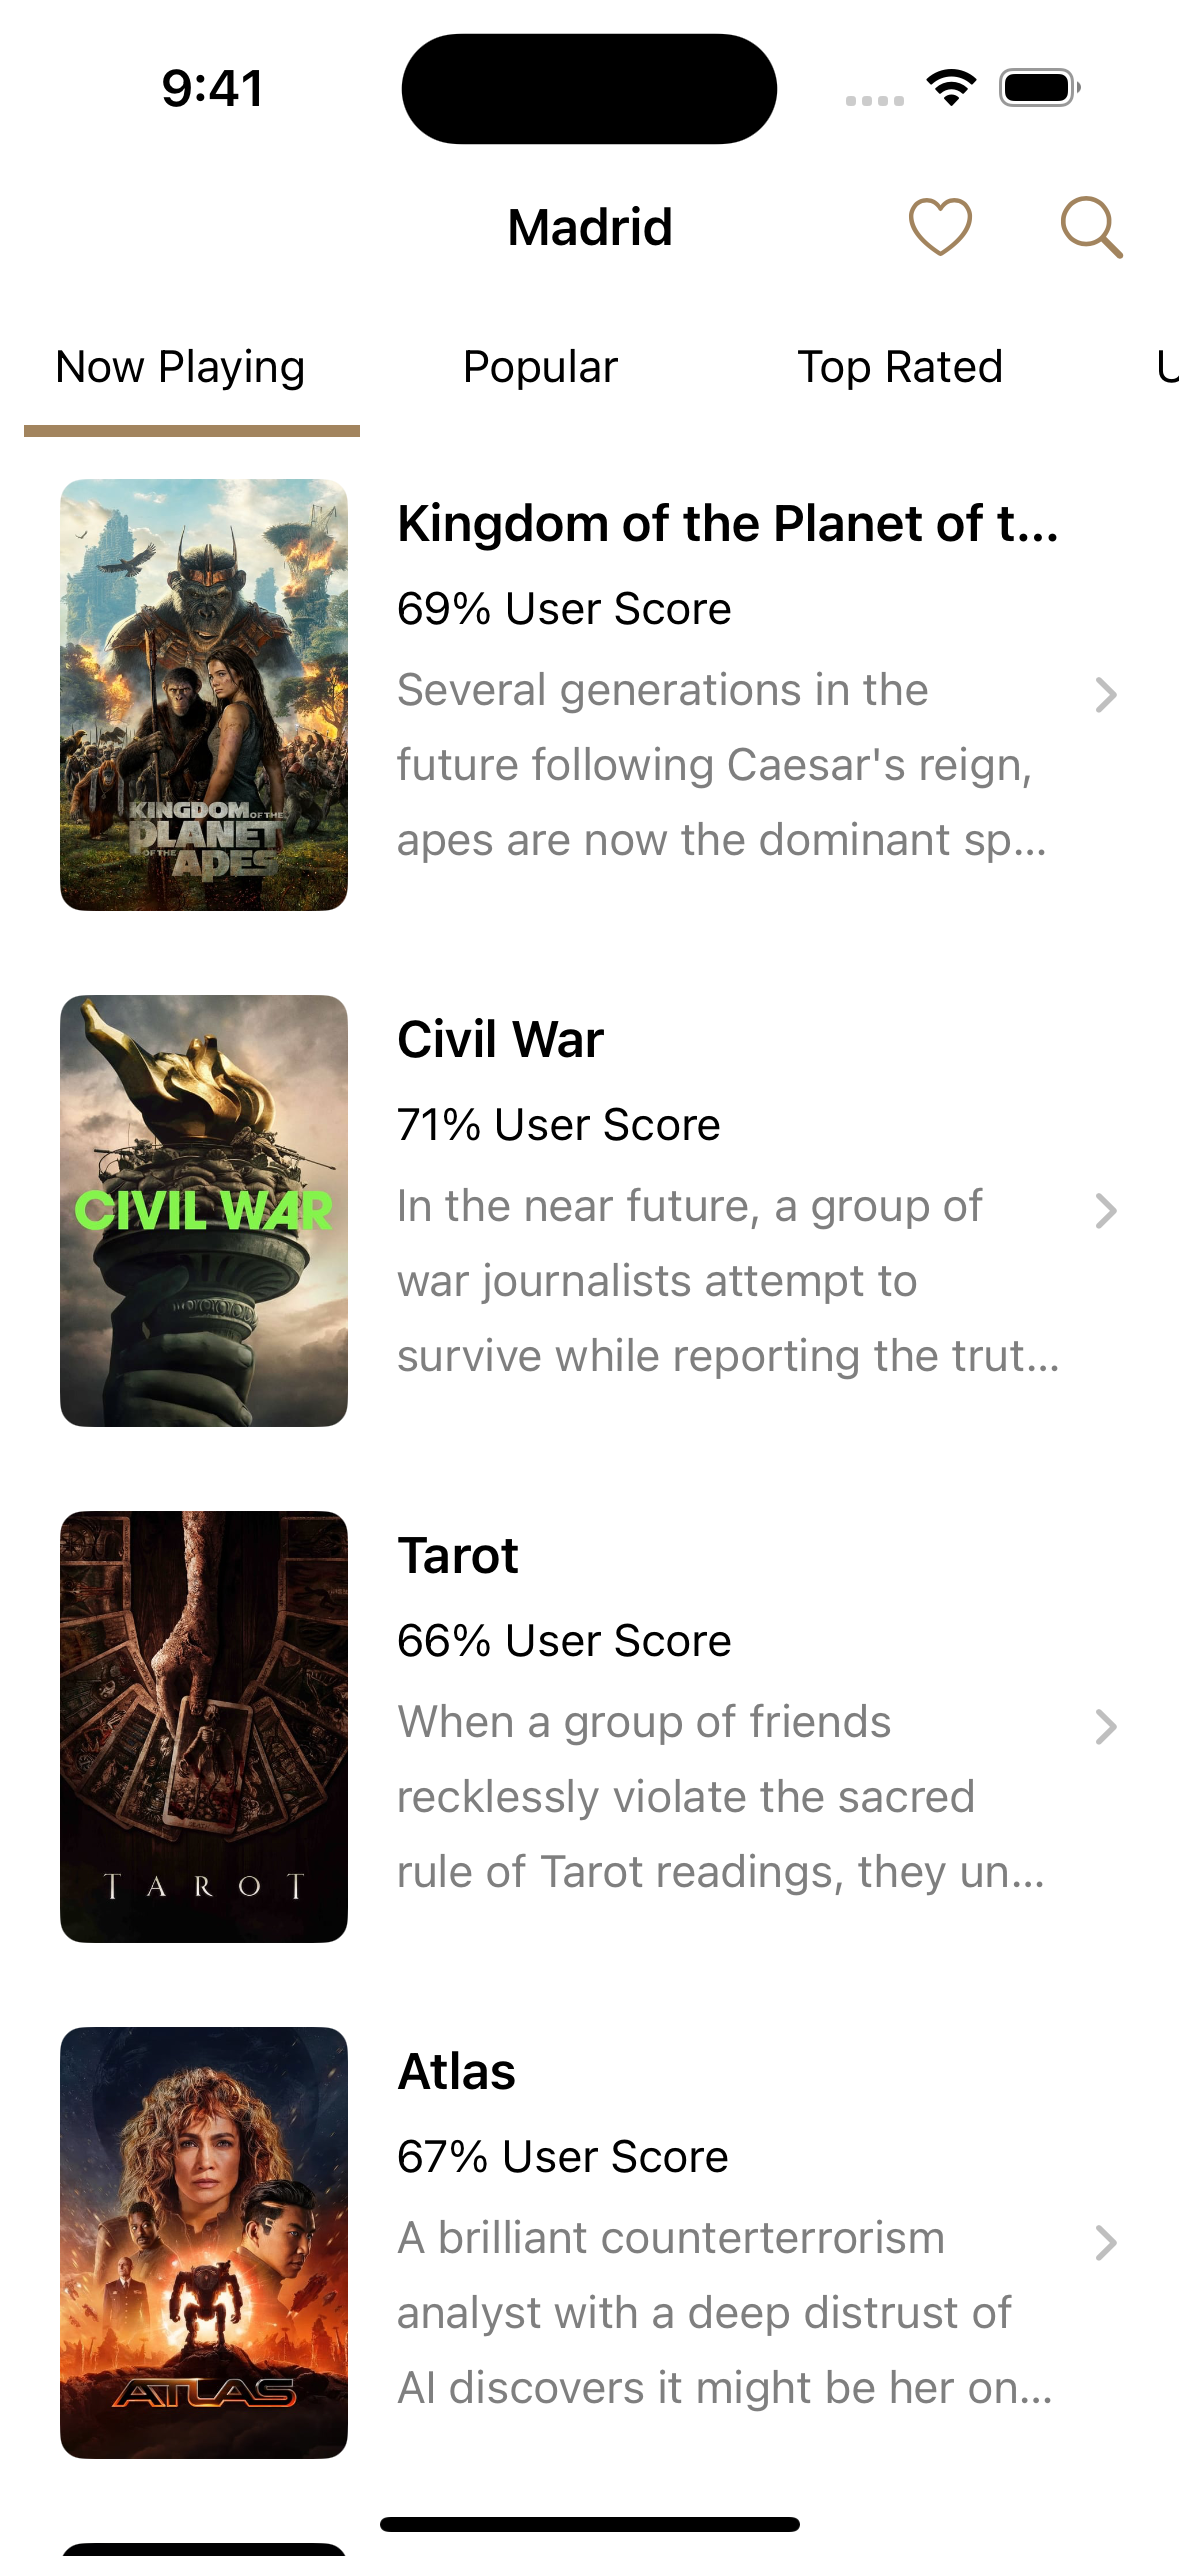 9:41
Madrid
Now Playing Popular Top Rated
Kingdom of the Planet of t...
69% User Score
Several generations in the
future following Caesar's reign,
apes are now the dominant sp...
KINGDOM OF THE
PLANET
OF THE APES
Civil War
71% User Score
In the near future, a group of
war journalists attempt to
survive while reporting the trut...
CIVIL WAR
Tarot
66% User Score
When a group of friends
recklessly violate the sacred
rule of Tarot readings, they un...
TAROT
Atlas
67% User Score
A brilliant counterterrorism
analyst with a deep distrust of
AI discovers it might be her on...
ATLAS